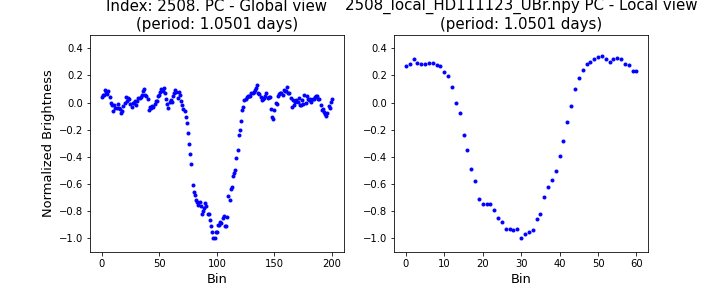 Index: 2508. PC - Global view
(period: 1.0501 days)
2508_local_HD111123_UBr.npy PC - Local view
(period: 1.0501 days)
Normalized Brightness
0.4
0.2
0.0
−0.2
−0.4
−0.6
−0.8
−1.0
0 50 100 150 200
Bin
0.4
0.2
0.0
−0.2
−0.4
−0.6
−0.8
−1.0
0 10 20 30 40 50 60
Bin